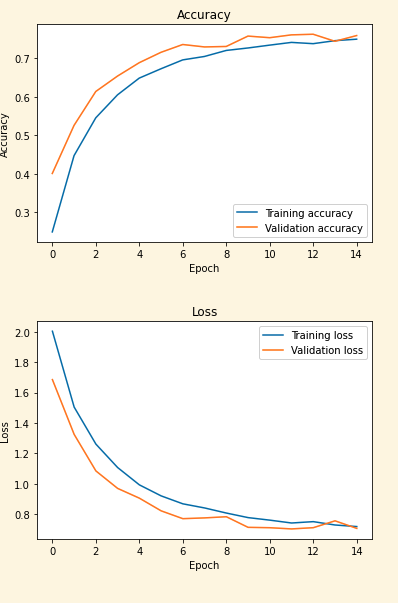 Accuracy
0.7
0.6
0.5
0.4
0.3
Accuracy
Training accuracy
Validation accuracy
0 2 4 6 8 10 12 14
Epoch
Loss
2.0
1.8
1.6
1.4
1.2
1.0
0.8
Loss
Training loss
Validation loss
0 2 4 6 8 10 12 14
Epoch